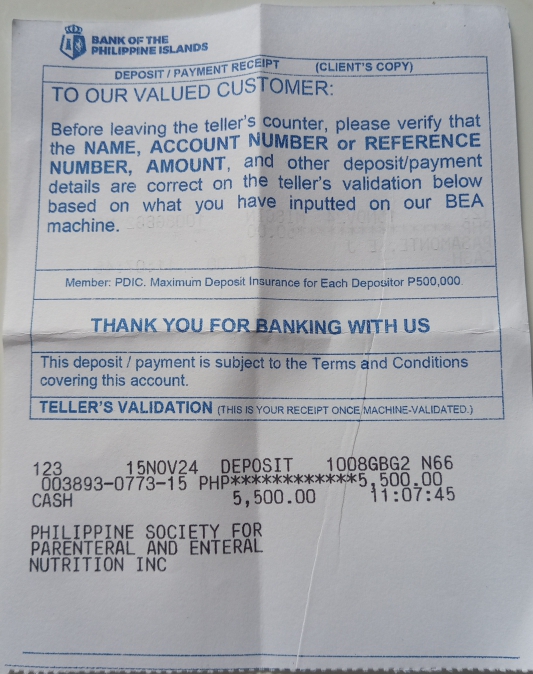 BANK OF THE
PHILIPPINE ISLANDS
DEPOSIT / PAYMENT RECEIPT (CLIENT'S COPY)
TO OUR VALUED CUSTOMER:
Before leaving the teller's counter, please verify that
the NAME, ACCOUNT NUMBER or REFERENCE
NUMBER, AMOUNT, and other deposit/payment
details are correct on the teller's validation below
based on what you have inputted on our BEA
machine.
Member: PDIC. Maximum Deposit Insurance for Each Depositor P500,000
THANK YOU FOR BANKING WITH US
This deposit / payment is subject to the Terms and Conditions
covering this account.
TELLER'S VALIDATION (THIS IS YOUR RECEIPT ONCE MACHINE-VALIDATED.)
123 15NOV24 DEPOSIT 1008GBG2 N66
003893-0773-15 PHP************5,500.00
CASH 5,500.00 11:07:45
PHILIPPINE SOCIETY FOR
PARENTERAL AND ENTERAL
NUTRITION INC